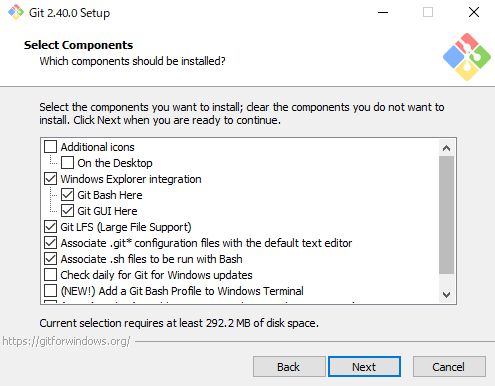 Git 2.40.0 Setup
Select Components
Which components should be installed?
Select the components you want to install; clear the components you do not want to
install. Click Next when you are ready to continue.
Additional icons
On the Desktop
Windows Explorer integration
Git Bash Here
Git GUI Here
Git LFS (Large File Support)
Associate .git* configuration files with the default text editor
Associate .sh files to be run with Bash
Check daily for Git for Windows updates
(NEW!) Add a Git Bash Profile to Windows Terminal
Current selection requires at least 292.2 MB of disk space.
https://gitforwindows.org/
Back
Next
Cancel